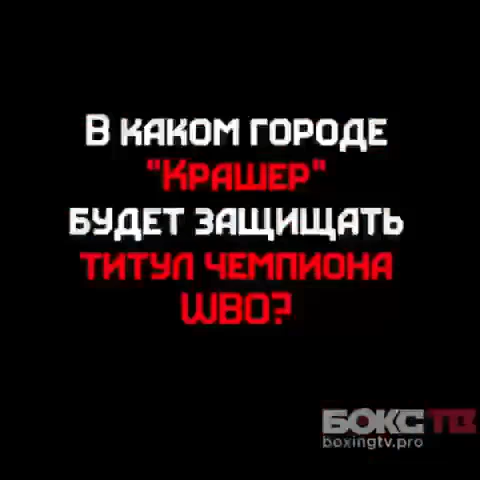 В КАКОМ ГОРОДЕ
"КРАШЕР"
БУДЕТ ЗАЩИЩАТЬ
ТИТУЛ ЧЕМПИОНА
WBO?
БОКС ТВ
boxingtv.pro